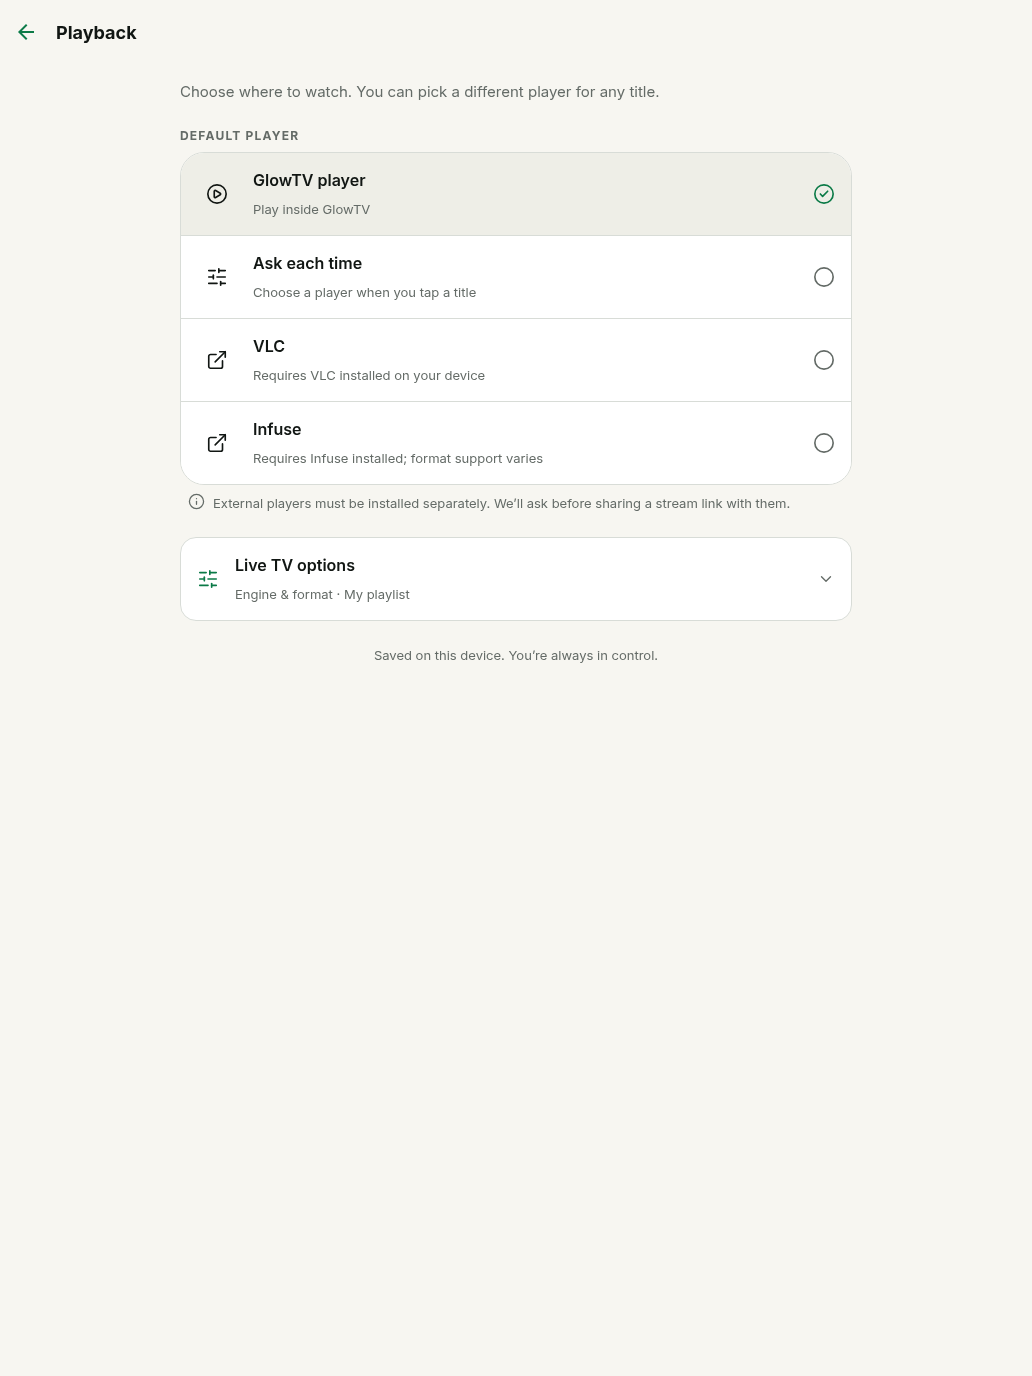 Playback
Choose where to watch. You can pick a different player for any title.
DEFAULT PLAYER
GlowTV player
Play inside GlowTV
Ask each time
Choose a player when you tap a title
VLC
Requires VLC installed on your device
Infuse
Requires Infuse installed; format support varies
External players must be installed separately. We’ll ask before sharing a stream link with them.
Live TV options
Engine & format · My playlist
Saved on this device. You’re always in control.